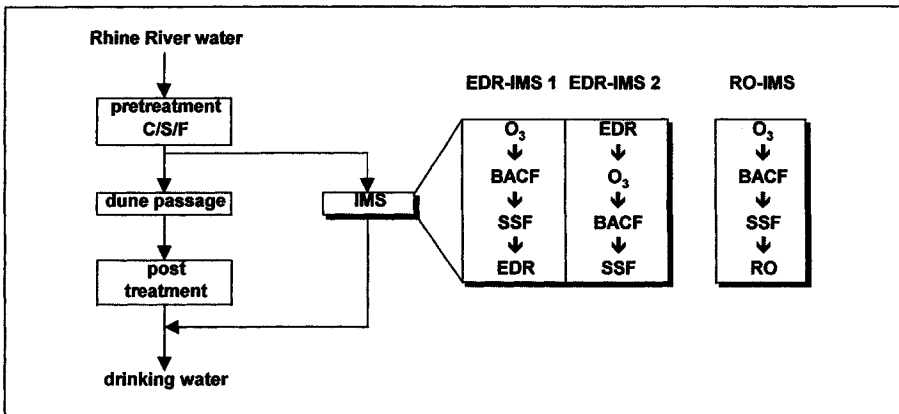 Rhine River water
pretreatment
C/S/F
dune passage
post
treatment
drinking water
IMS
EDR-IMS 1
EDR-IMS 2
RO-IMS
O₃
BACF
SSF
EDR
EDR
O₃
BACF
SSF
O₃
BACF
SSF
RO